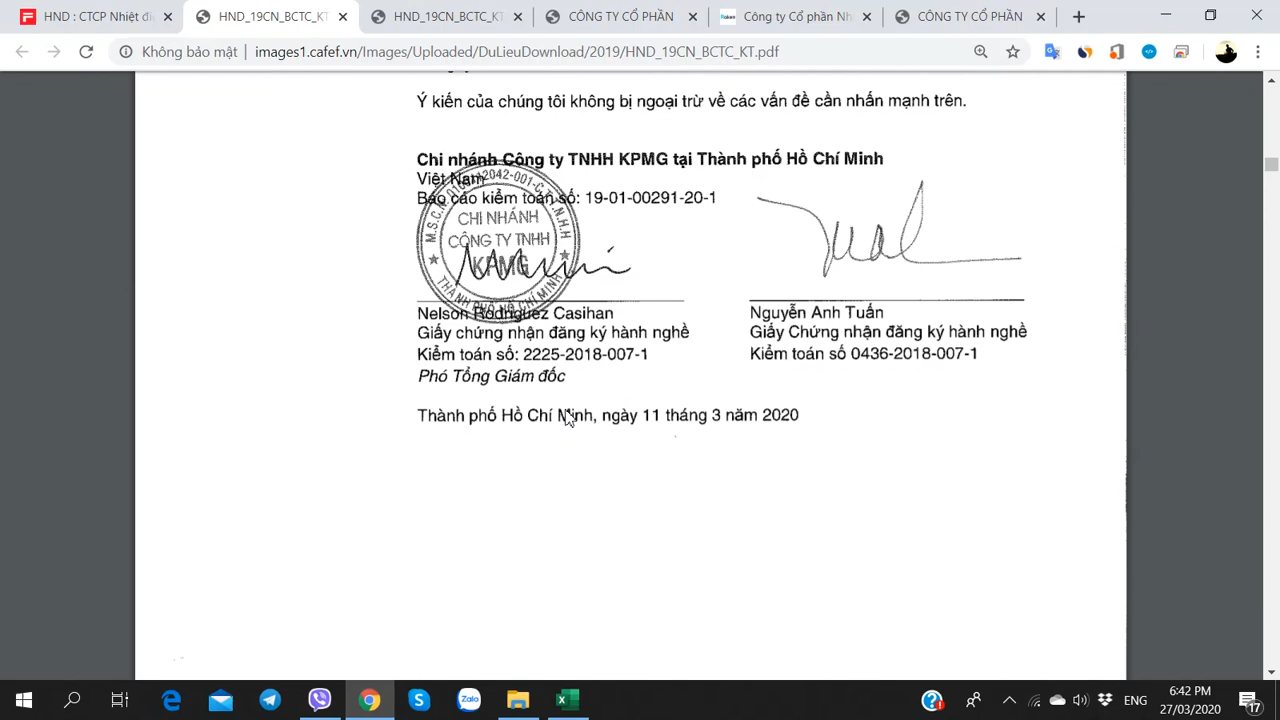 HND : CTCP Nhiệt đi
HND_19CN_BCTC_KT
HND_19CN_BCTC_KT.
CÔNG TY CỔ PHẦN
Công ty Cổ phần Nh
CÔNG TY CỔ PHẦN
Không bảo mật | images1.cafef.vn/Images/Uploaded/DuLieuDownload/2019/HND_19CN_BCTC_KT.pdf
Ý kiến của chúng tôi không bị ngoại trừ về các vấn đề cần nhấn mạnh trên.
Chi nhánh Công ty TNHH KPMG tại Thành phố Hồ Chí Minh
Việt Nam
Báo cáo kiểm toán số: 19-01-00291-20-1
CHI NHÁNH
CÔNG TY TNHH
KPMG
THÀNH PHỐ HỒ CHÍ MINH
Nelson Rodriguez Casihan
Giấy chứng nhận đăng ký hành nghề
Kiểm toán số: 2225-2018-007-1
Phó Tổng Giám đốc
Nguyễn Anh Tuấn
Giấy Chứng nhận đăng ký hành nghề
Kiểm toán số 0436-2018-007-1
Thành phố Hồ Chí Minh, ngày 11 tháng 3 năm 2020
Zalo
ENG
6:42 PM
27/03/2020
17